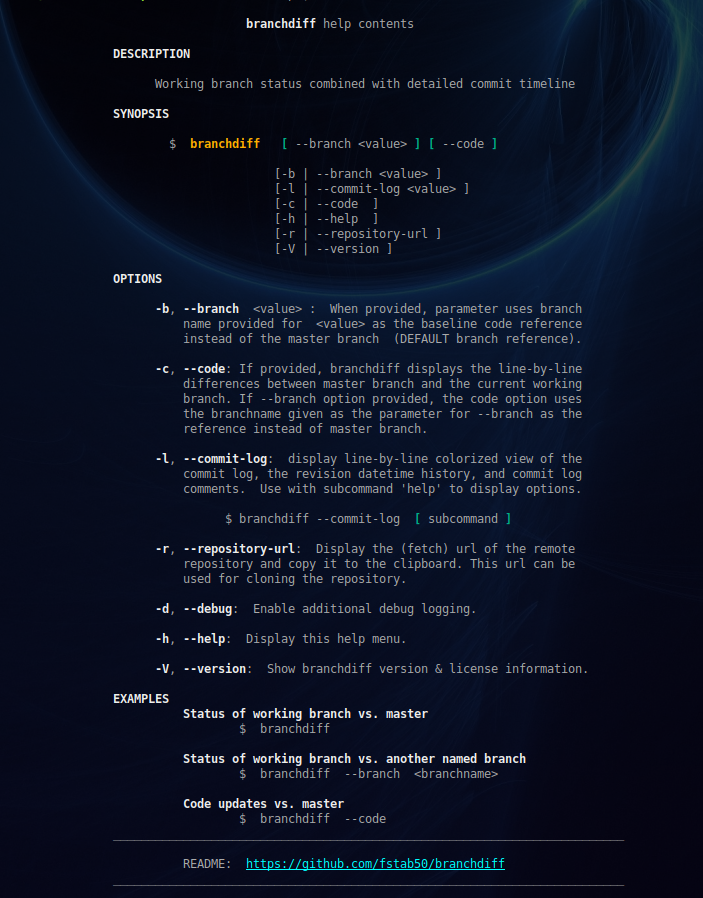 branchdiff help contents
DESCRIPTION
Working branch status combined with detailed commit timeline
SYNOPSIS
$ branchdiff [ --branch <value> ] [ --code ]
[-b | --branch <value> ]
[-l | --commit-log <value> ]
[-c | --code ]
[-h | --help ]
[-r | --repository-url ]
[-V | --version ]
OPTIONS
-b, --branch <value> : When provided, parameter uses branch
name provided for <value> as the baseline code reference
instead of the master branch (DEFAULT branch reference).
-c, --code: If provided, branchdiff displays the line-by-line
differences between master branch and the current working
branch. If --branch option provided, the code option uses
the branchname given as the parameter for --branch as the
reference instead of master branch.
-l, --commit-log: display line-by-line colorized view of the
commit log, the revision datetime history, and commit log
comments. Use with subcommand 'help' to display options.
$ branchdiff --commit-log [ subcommand ]
-r, --repository-url: Display the (fetch) url of the remote
repository and copy it to the clipboard. This url can be
used for cloning the repository.
-d, --debug: Enable additional debug logging.
-h, --help: Display this help menu.
-V, --version: Show branchdiff version & license information.
EXAMPLES
Status of working branch vs. master
$ branchdiff
Status of working branch vs. another named branch
$ branchdiff --branch <branchname>
Code updates vs. master
$ branchdiff --code
README: https://github.com/fstab50/branchdiff